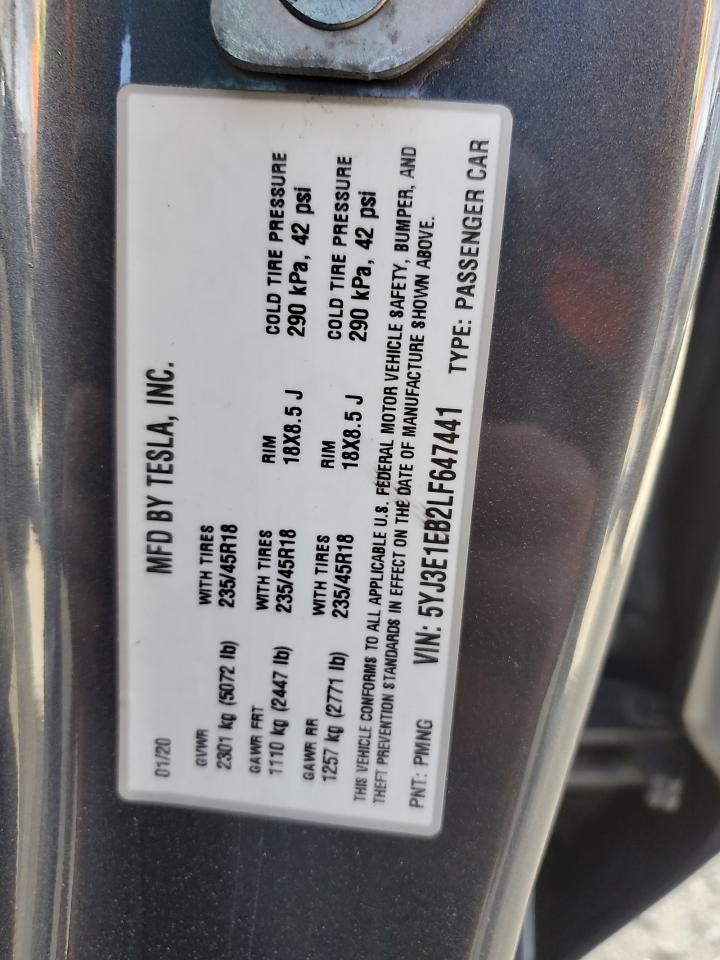 MFD BY TESLA, INC.
01/20
GVWR WITH TIRES
2301 kg (5072 lb) 235/45R18
GAWR FRT WITH TIRES RIM COLD TIRE PRESSURE
1110 kg (2447 lb) 235/45R18 18X8.5 J 290 kPa, 42 psi
GAWR RR WITH TIRES RIM COLD TIRE PRESSURE
1257 kg (2771 lb) 235/45R18 18X8.5 J 290 kPa, 42 psi
THIS VEHICLE CONFORMS TO ALL APPLICABLE U.S. FEDERAL MOTOR VEHICLE SAFETY, BUMPER, AND
THEFT PREVENTION STANDARDS IN EFFECT ON THE DATE OF MANUFACTURE SHOWN ABOVE.
PNT: PMNG VIN: 5YJ3E1EB2LF647441 TYPE: PASSENGER CAR